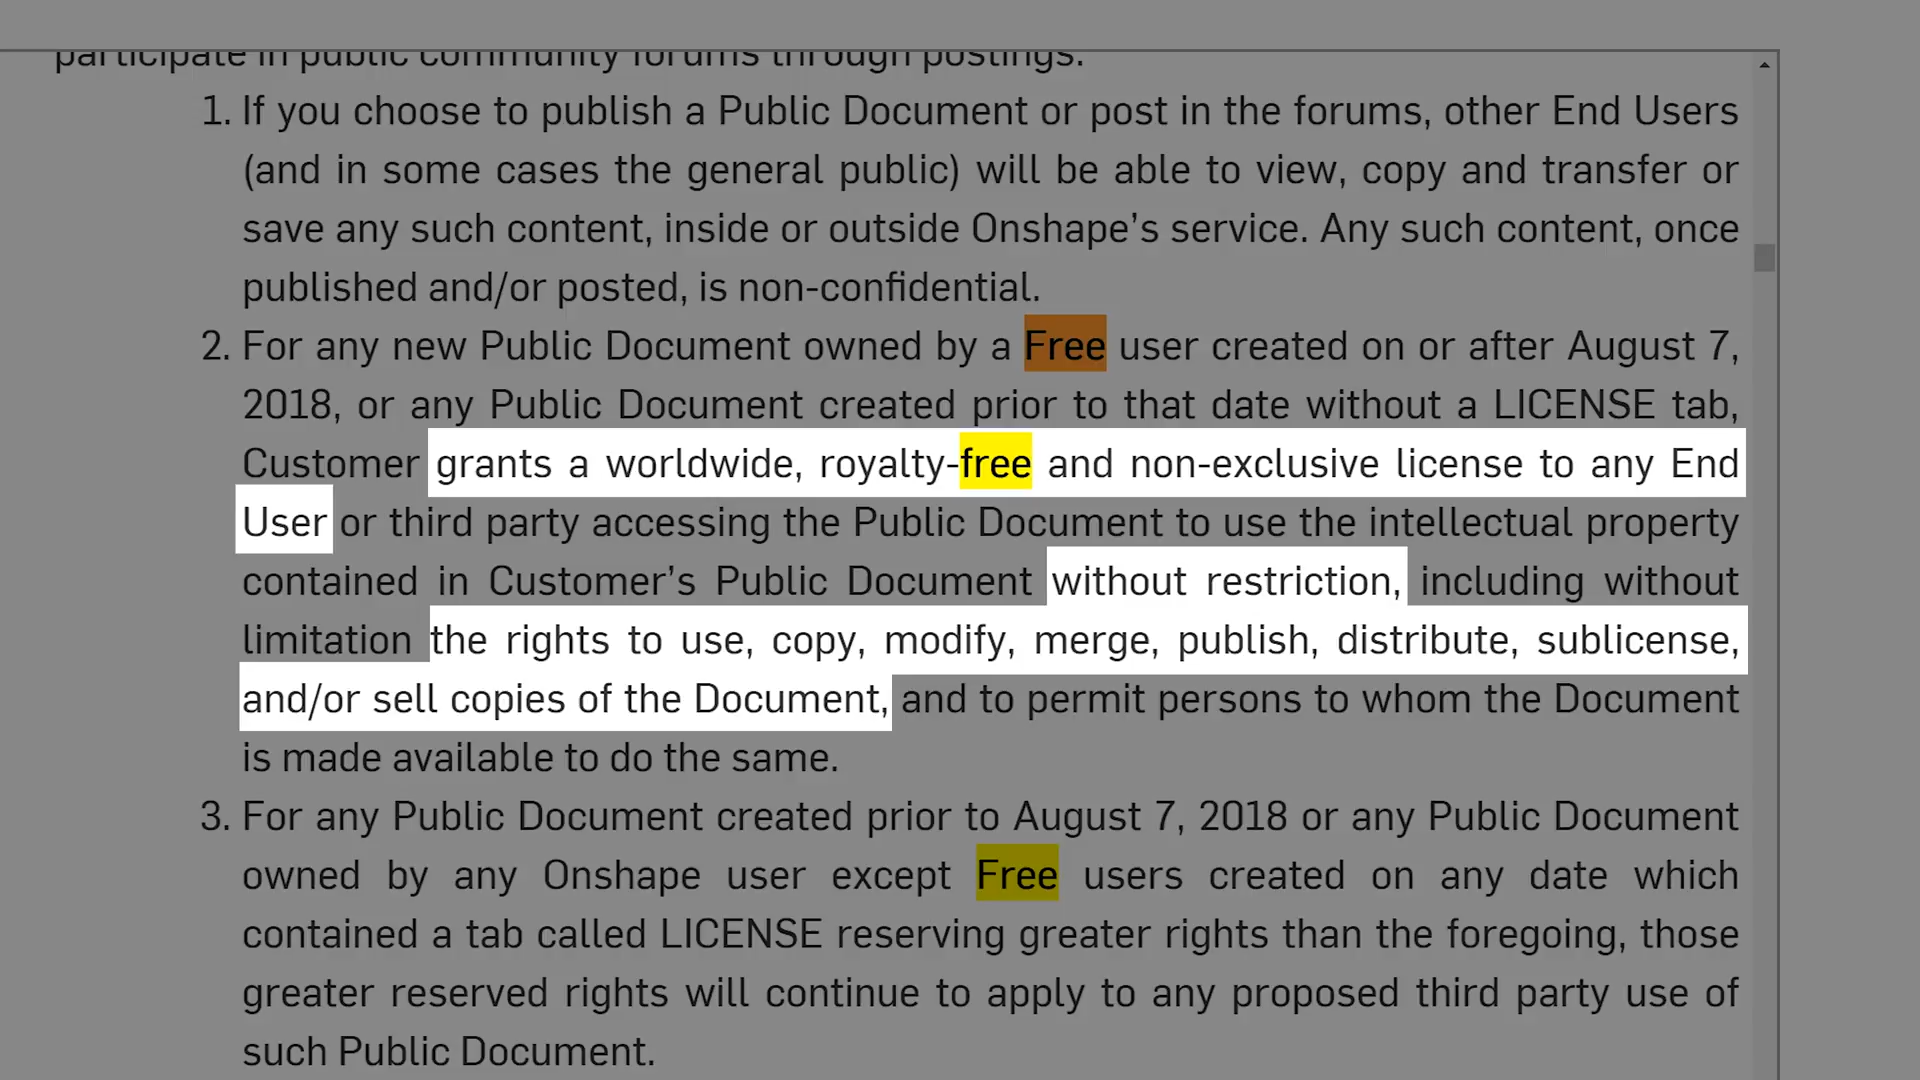 participate in public community forums through postings.
1. If you choose to publish a Public Document or post in the forums, other End Users
(and in some cases the general public) will be able to view, copy and transfer or
save any such content, inside or outside Onshape’s service. Any such content, once
published and/or posted, is non-confidential.
2. For any new Public Document owned by a Free user created on or after August 7,
2018, or any Public Document created prior to that date without a LICENSE tab,
Customer grants a worldwide, royalty-free and non-exclusive license to any End
User or third party accessing the Public Document to use the intellectual property
contained in Customer’s Public Document without restriction, including without
limitation the rights to use, copy, modify, merge, publish, distribute, sublicense,
and/or sell copies of the Document, and to permit persons to whom the Document
is made available to do the same.
3. For any Public Document created prior to August 7, 2018 or any Public Document
owned by any Onshape user except Free users created on any date which
contained a tab called LICENSE reserving greater rights than the foregoing, those
greater reserved rights will continue to apply to any proposed third party use of
such Public Document.